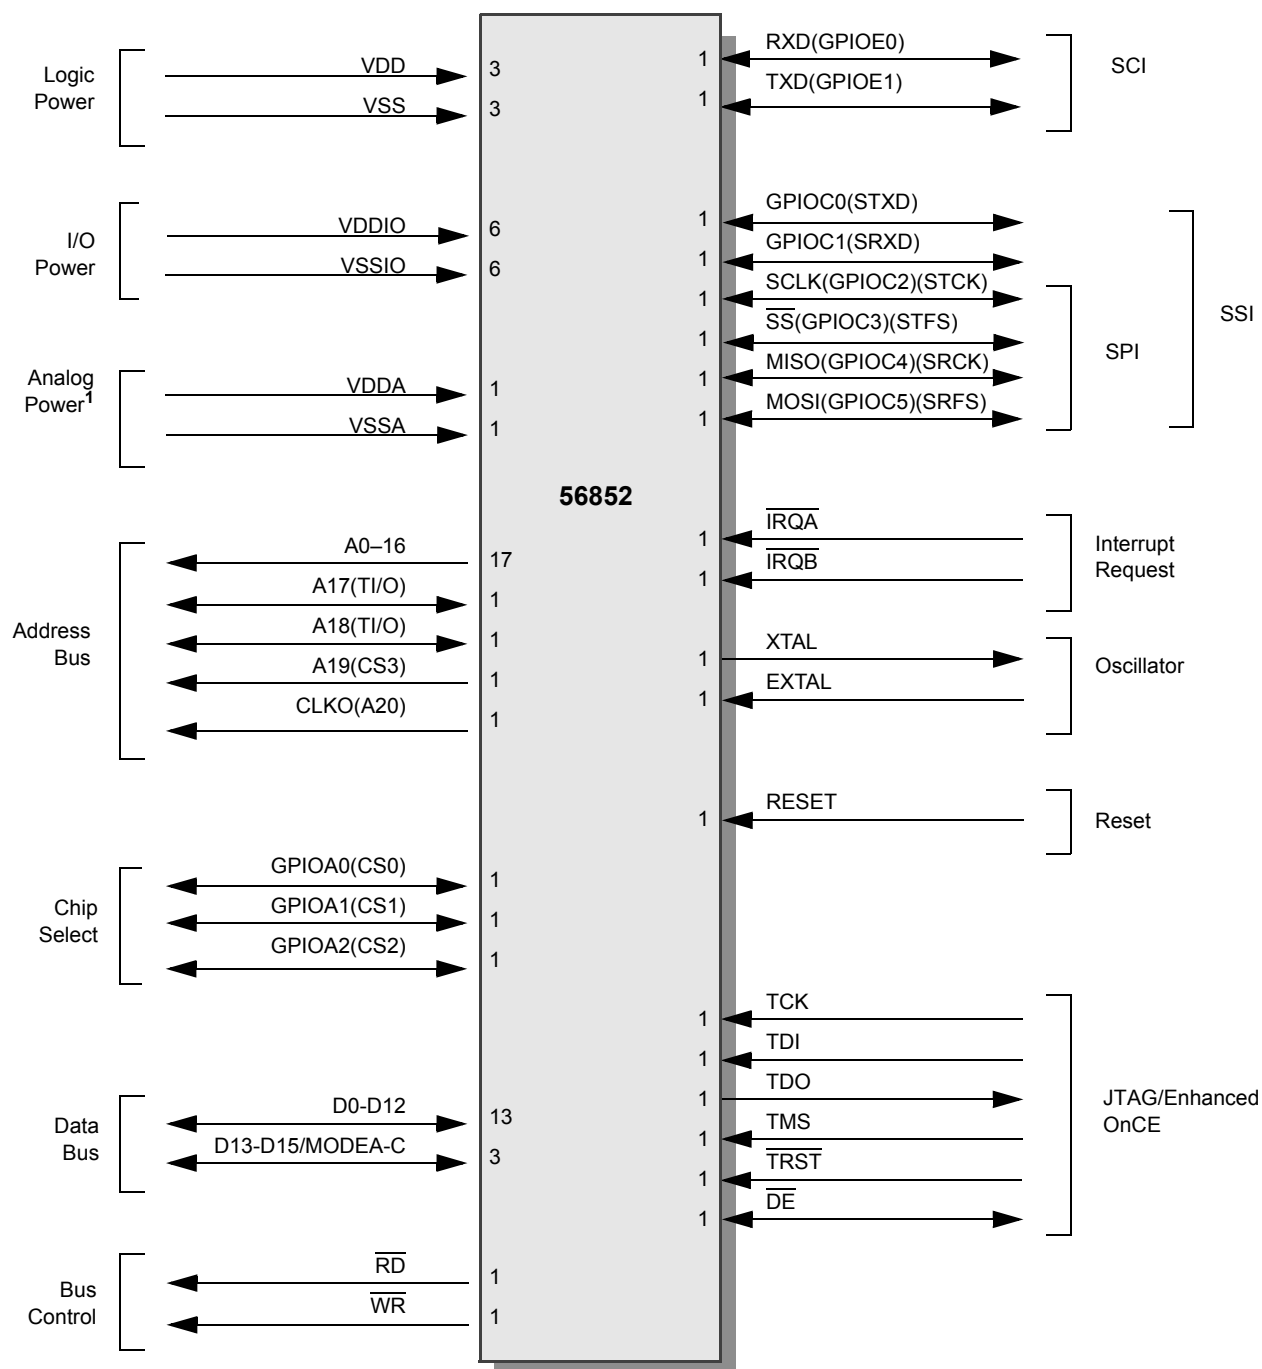 Logic
Power
VDD
3
VSS
3
I/O
Power
VDDIO
6
VSSIO
6
Analog
Power1
VDDA
1
VSSA
1
56852
Address
Bus
A0–16
17
A17(TI/O)
1
A18(TI/O)
1
A19(CS3)
1
CLKO(A20)
1
Chip
Select
GPIOA0(CS0)
1
GPIOA1(CS1)
1
GPIOA2(CS2)
1
Data
Bus
D0-D12
13
D13-D15/MODEA-C
3
Bus
Control
RD
1
WR
1
1
RXD(GPIOE0)
1
TXD(GPIOE1)
SCI
1
GPIOC0(STXD)
1
GPIOC1(SRXD)
1
SCLK(GPIOC2)(STCK)
1
SS(GPIOC3)(STFS)
1
MISO(GPIOC4)(SRCK)
1
MOSI(GPIOC5)(SRFS)
SPI
SSI
1
IRQA
1
IRQB
Interrupt
Request
1
XTAL
1
EXTAL
Oscillator
1
RESET
Reset
1
TCK
1
TDI
1
TDO
1
TMS
1
TRST
1
DE
JTAG/Enhanced
OnCE